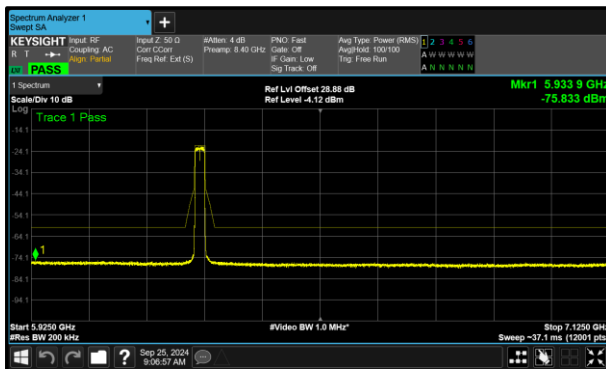 Spectrum Analyzer 1
Swept SA
KEYSIGHT
R T
PASS
Input: RF
Coupling: AC
Align: Partial
Input Z: 50 Ω
Corr CCorr
Freq Ref: Ext (S)
#Atten: 4 dB
Preamp: 8.40 GHz
PNO: Fast
Gate: Off
IF Gain: Low
Sig Track: Off
Avg Type: Power (RMS)
Avg|Hold: 100/100
Trig: Free Run
1 2 3 4 5 6
A W W W W W
A N N N N N
1 Spectrum
Scale/Div 10 dB
Ref Lvl Offset 28.88 dB
Ref Level -4.12 dBm
Mkr1 5.933 9 GHz
-75.833 dBm
Log
Trace 1 Pass
-14.1
-24.1
-34.1
-44.1
-54.1
-64.1
-74.1
-84.1
-94.1
1
Start 5.9250 GHz
#Res BW 200 kHz
#Video BW 1.0 MHz*
Stop 7.1250 GHz
Sweep ~37.1 ms (12001 pts)
Sep 25, 2024
9:06:57 AM